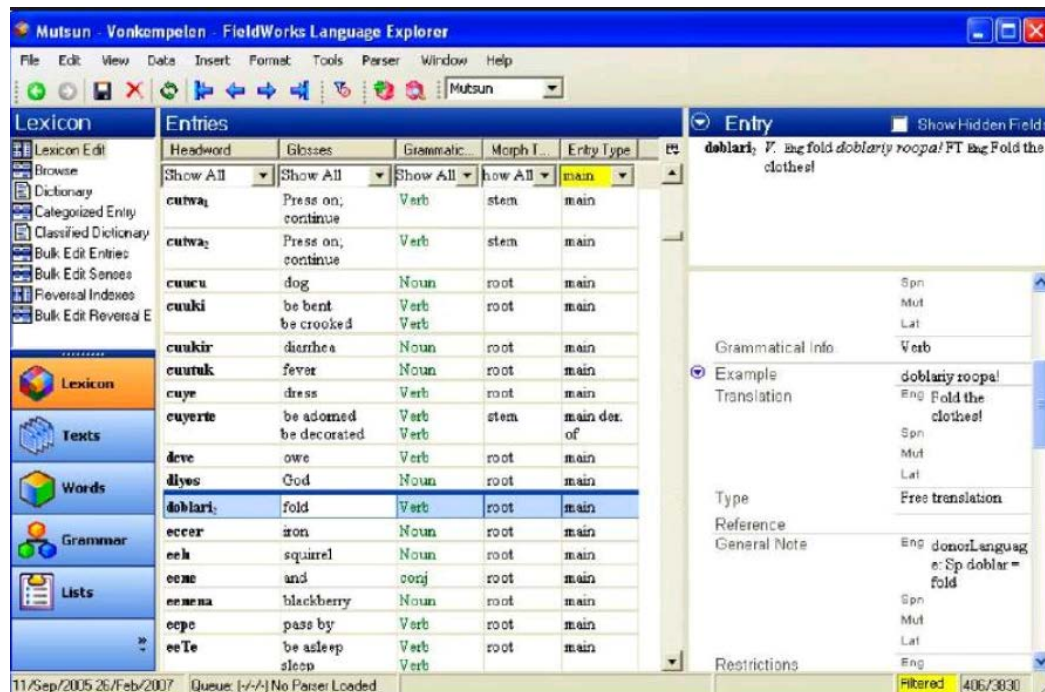 Mutsun - Vonkempelen - FieldWorks Language Explorer
File Edit View Data Insert Format Tools Parser Window Help
Mutsun
Lexicon
Lexicon Edit
Browse
Dictionary
Categorized Entry
Classified Dictionary
Bulk Edit Entries
Bulk Edit Senses
Reversal Indexes
Bulk Edit Reversal E
Lexicon
Texts
Words
Grammar
Lists
Entries
Headword Glosses Grammatic... Morph T... Entry Type
Show All Show All Show All how All main
cutwa₁ Press on; Verb stem main
continue
cutwa₂ Press on; Verb stem main
continue
cuucu dog Noun root main
cuuki be bent Verb root main
be crooked Verb
cuukir diarrhea Noun root main
cuutuk fever Noun root main
cuye dress Verb root main
cuyerte be adorned Verb stem main der.
be decorated Verb of
deve owe Verb root main
diyos God Noun root main
doblari₂ fold Verb root main
eccer iron Noun root main
eeh squirrel Noun root main
eene and conj root main
eenena blackberry Noun root main
eepe pass by Verb root main
eeTe be asleep Verb root main
sleep Verb
Entry Show Hidden Fields
doblari₂ V. Eng fold doblariy roopa! FT Eng Fold the
clothes!
Spn
Mut
Lat
Grammatical Info Verb
Example doblariy roopa!
Translation Eng Fold the
clothes!
Spn
Mut
Lat
Type Free translation
Reference
General Note Eng donorLanguag
e: Sp doblar =
fold
Spn
Mut
Lat
Restrictions Eng
11/Sep/2005 26/Feb/2007 Queue: [-/-/-] No Parser Loaded Filtered 406/3830